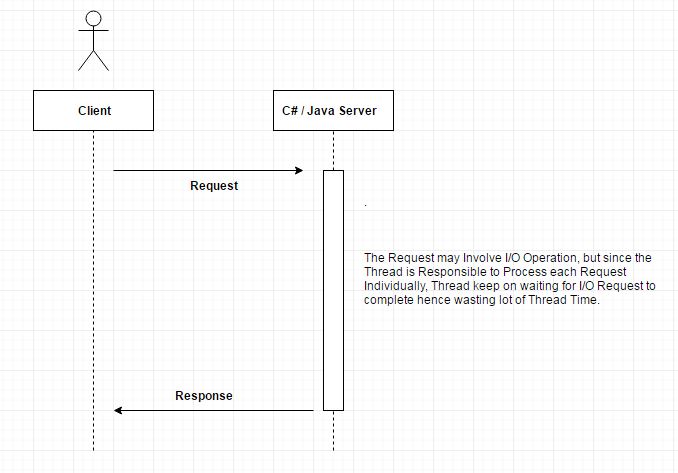 Client
C# / Java Server
Request
.
The Request may Involve I/O Operation, but since the
Thread is Responsible to Process each Request
Individually, Thread keep on waiting for I/O Request to
complete hence wasting lot of Thread Time.
Response